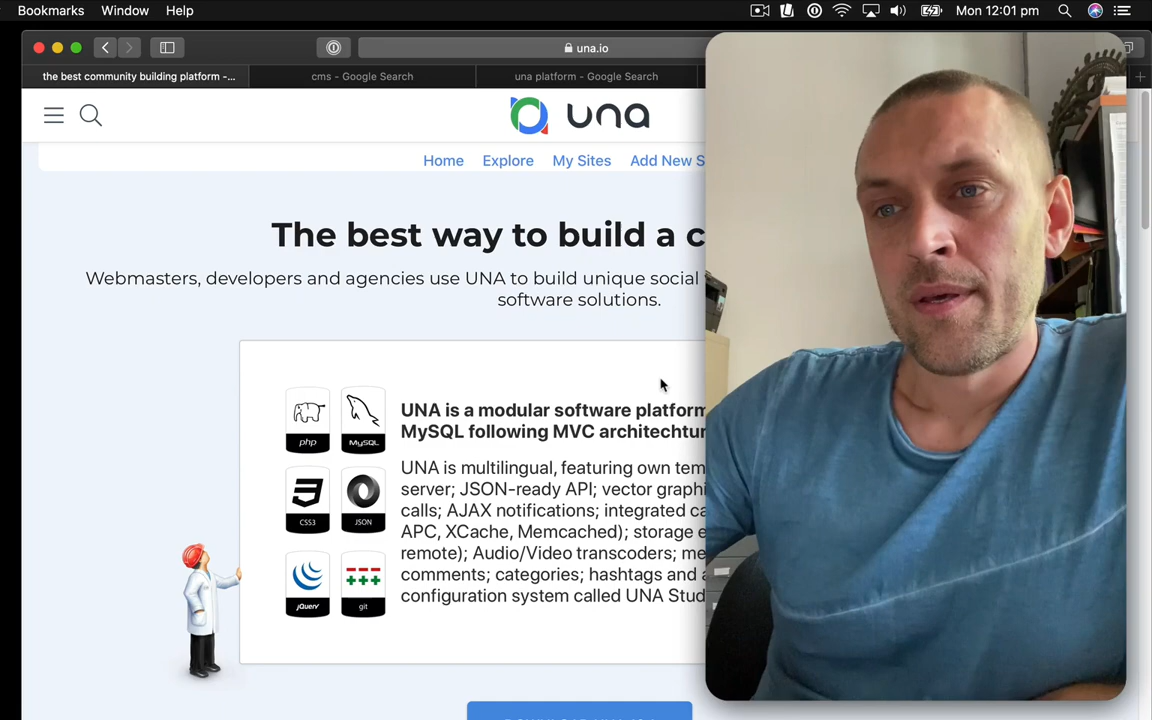 Bookmarks Window Help Mon 12:01 pm
una.io
the best community building platform -...
cms - Google Search
una platform - Google Search
una
Home Explore My Sites Add New S
The best way to build a c
Webmasters, developers and agencies use UNA to build unique social
software solutions.
UNA is a modular software platform
MySQL following MVC architechtur
UNA is multilingual, featuring own tem
server; JSON-ready API; vector graphi
calls; AJAX notifications; integrated ca
APC, XCache, Memcached); storage e
remote); Audio/Video transcoders; me
comments; categories; hashtags and a
configuration system called UNA Stud
php
MySQL
CSS3
JSON
jQuery
git